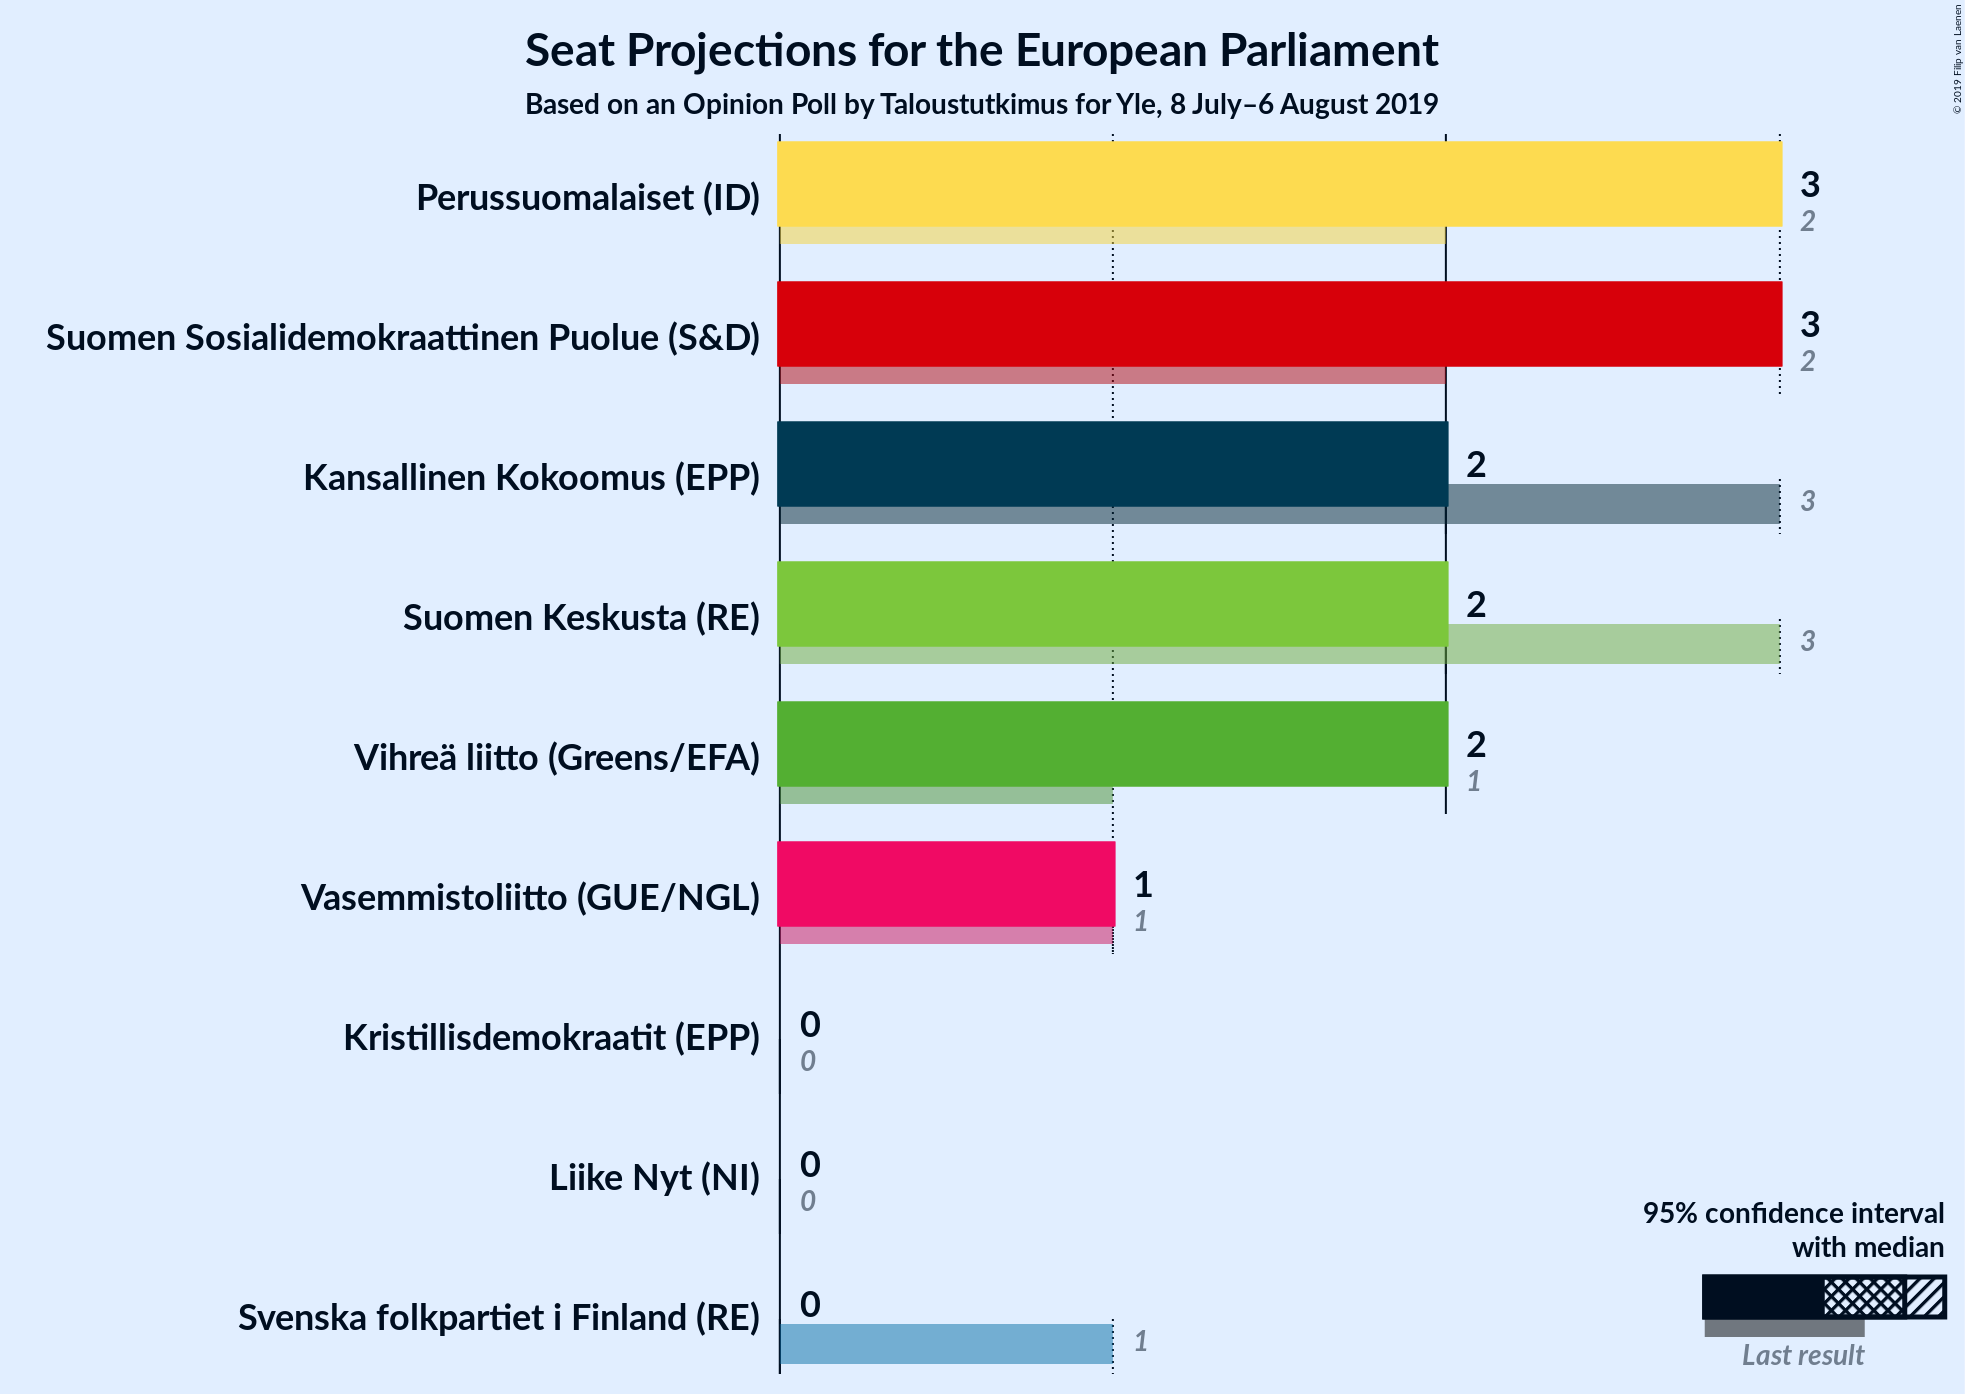 Seat Projections for the European Parliament
Based on an Opinion Poll by Taloustutkimus for Yle, 8 July–6 August 2019
© 2019 Filip van Laenen
Perussuomalaiset (ID)
3
2
Suomen Sosialidemokraattinen Puolue (S&D)
3
2
Kansallinen Kokoomus (EPP)
2
3
Suomen Keskusta (RE)
2
3
Vihreä liitto (Greens/EFA)
2
1
Vasemmistoliitto (GUE/NGL)
1
1
Kristillisdemokraatit (EPP)
0
0
Liike Nyt (NI)
0
0
Svenska folkpartiet i Finland (RE)
0
1
95% confidence interval
with median
Last result